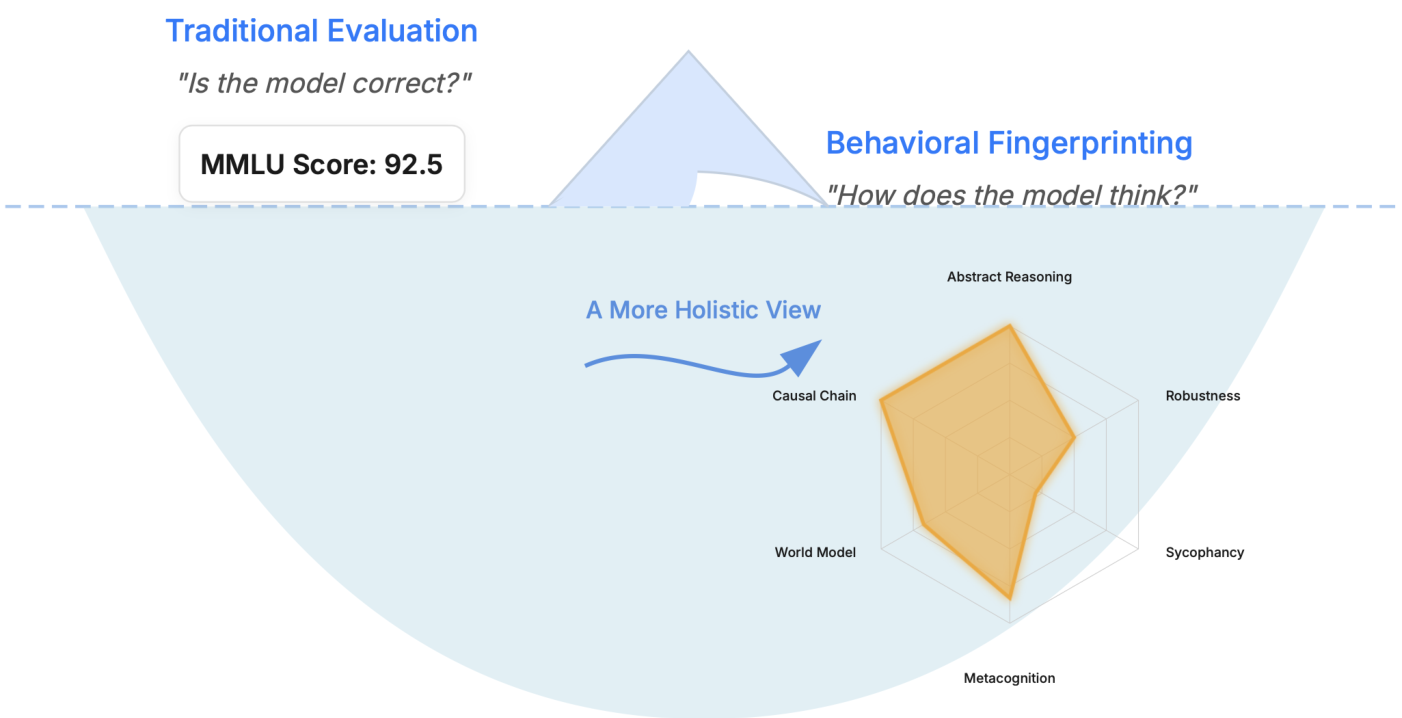 Traditional Evaluation
"Is the model correct?"
MMLU Score: 92.5
Behavioral Fingerprinting
"How does the model think?"
A More Holistic View
Abstract Reasoning
Causal Chain
Robustness
World Model
Sycophancy
Metacognition